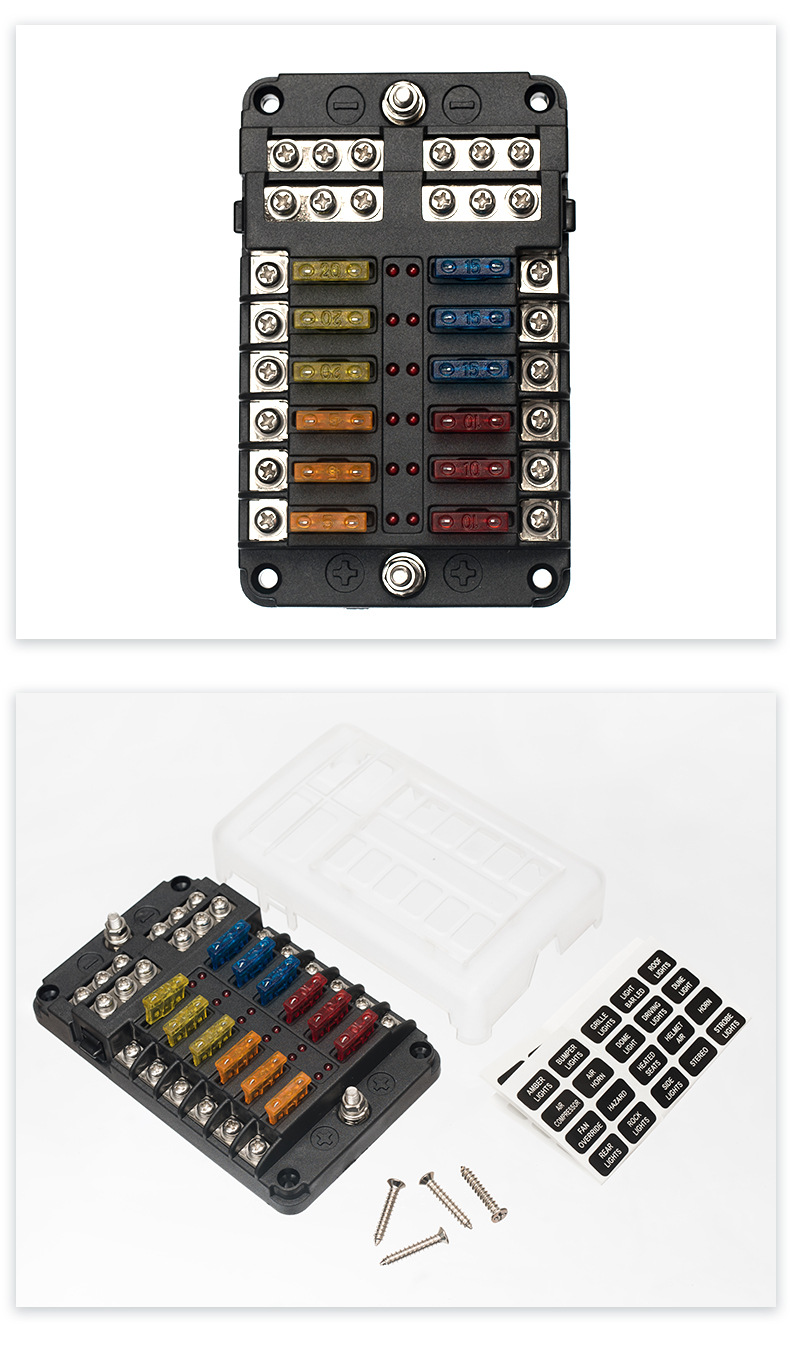 20
15
20
15
20
15
5
10
5
10
5
10
ROOF
LIGHTS
LIGHT
BAR LED
DUNE
LIGHT
GRILLE
LIGHTS
DRIVING
LIGHTS
HORN
BUMPER
LIGHTS
DOME
LIGHT
HELMET
AIR
STROBE
LIGHTS
AMBER
LIGHTS
AIR
HORN
HEATED
SEATS
STEREO
AIR
COMPRESSOR
HAZARD
SIDE
LIGHTS
FAN
OVERRIDE
ROCK
LIGHTS
REAR
LIGHTS